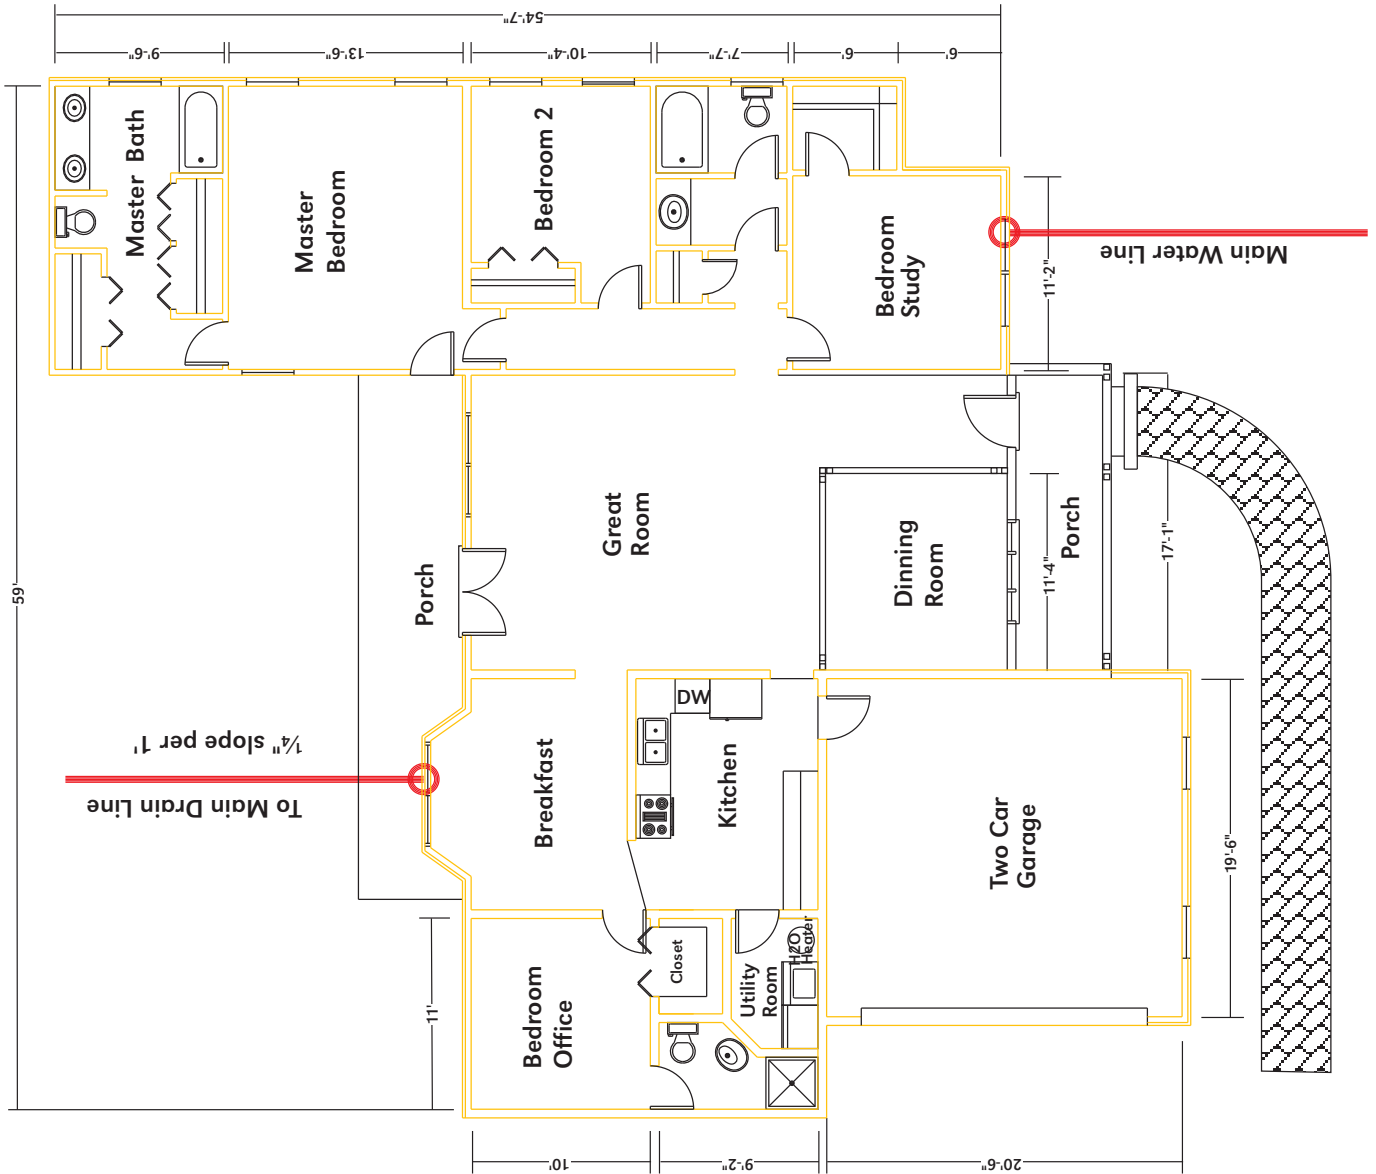 54'-7"
9'-6"
13'-6"
10'-4"
7'-7"
6'
6'
59'
Master Bath
Master
Bedroom
Bedroom 2
Bedroom
Study
11'-2"
Main Water Line
Porch
Great
Room
Dinning
Room
11'-4"
Porch
17'-1"
1/4" slope per 1'
To Main Drain Line
Breakfast
DW
Kitchen
Two Car
Garage
19'-6"
11'
Bedroom
Office
Closet
Utility
Room
H2O
Heater
10'
9'-2"
20'-6"